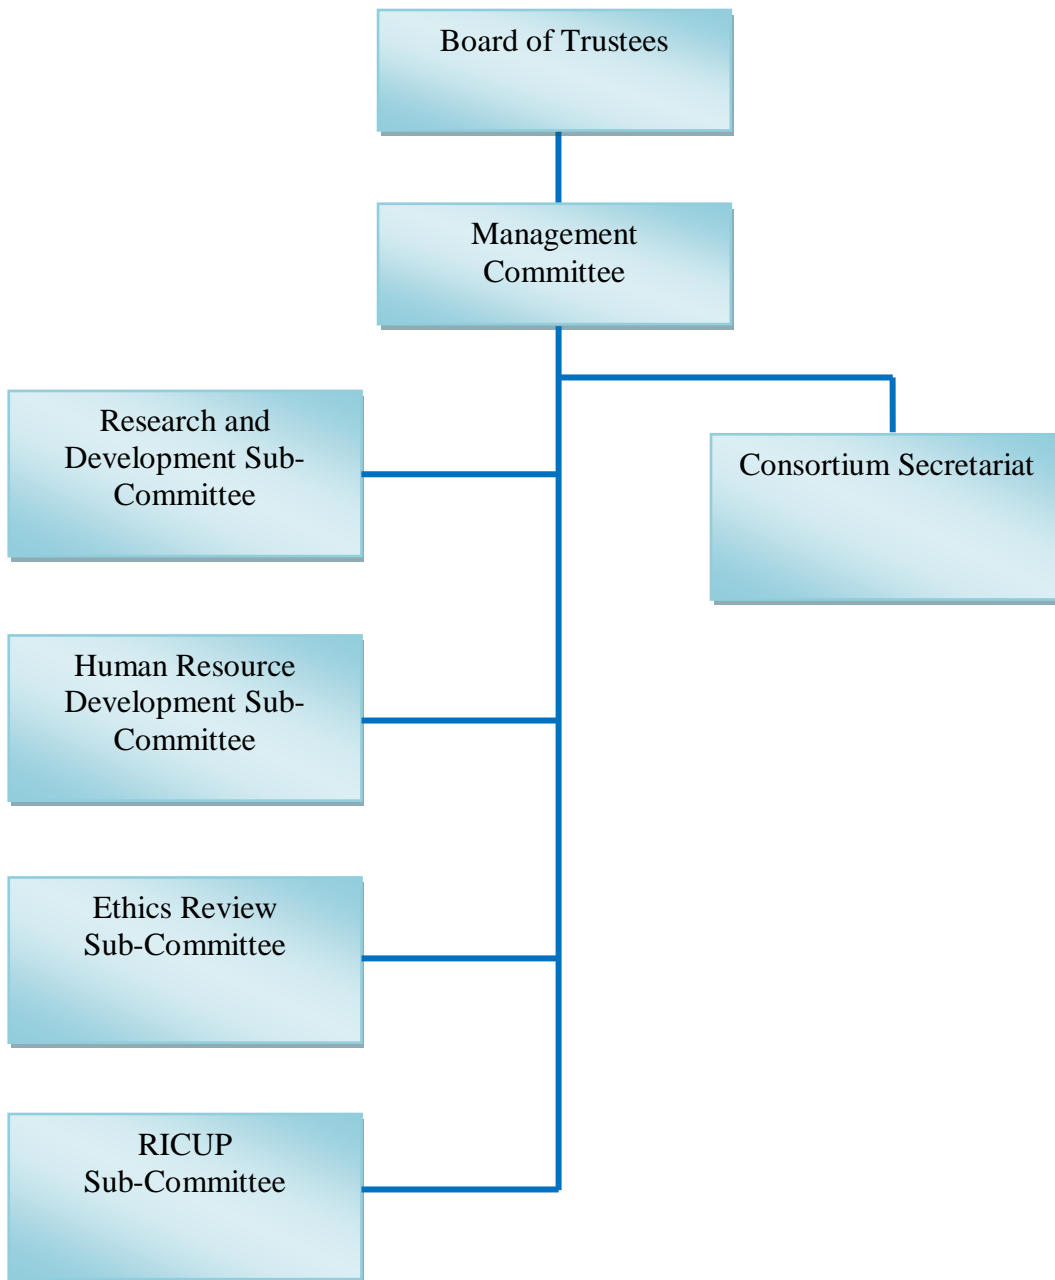 Board of Trustees
Management
Committee
Research and
Development Sub-
Committee
Consortium Secretariat
Human Resource
Development Sub-
Committee
Ethics Review
Sub-Committee
RICUP
Sub-Committee